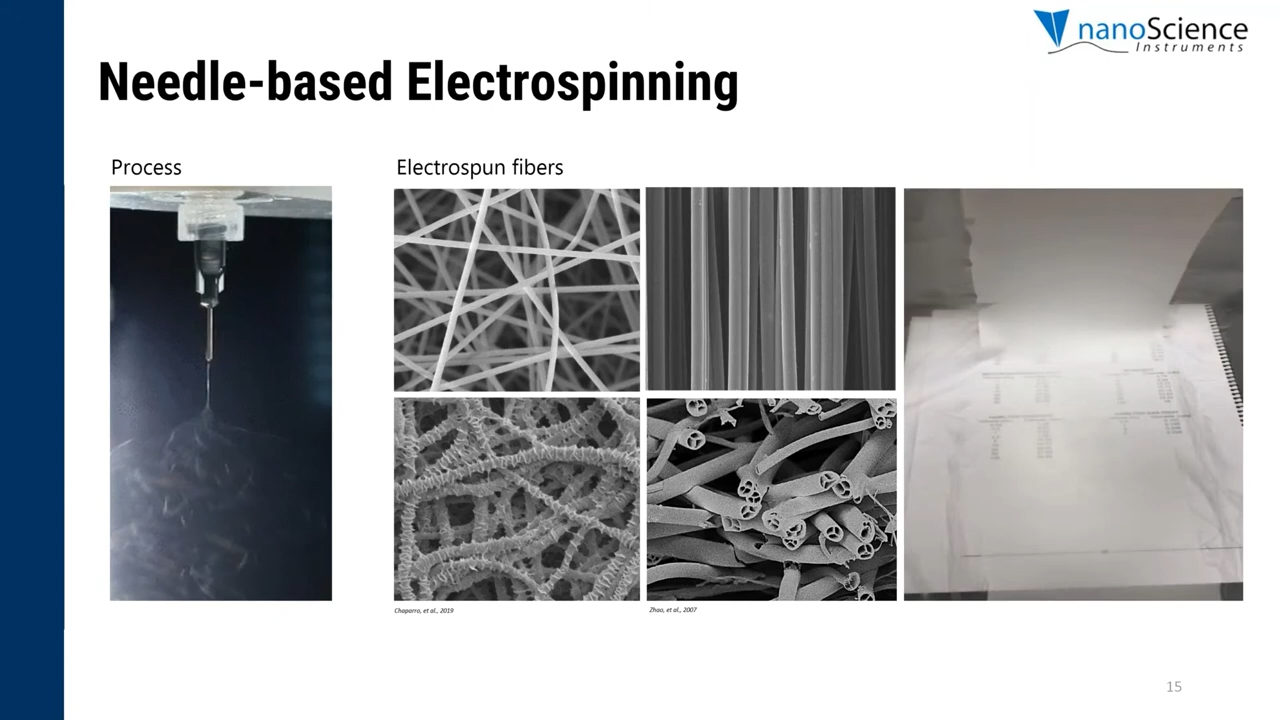 nanoScience
Instruments
Needle-based Electrospinning
Process
Electrospun fibers
Chaparro, et al., 2019
Zhao, et al., 2007
15